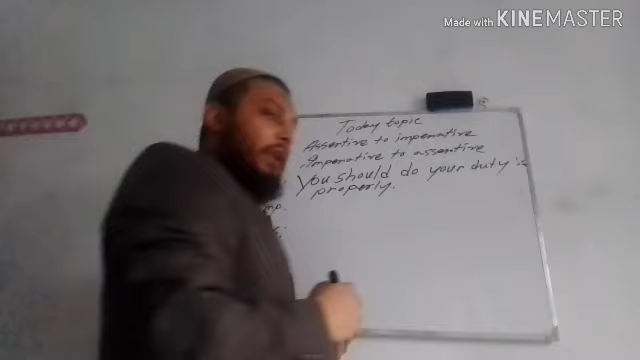 Made with KINEMASTER
Today topic
Assertive to imperative
Imperative to assertive
You should do your duty
properly.